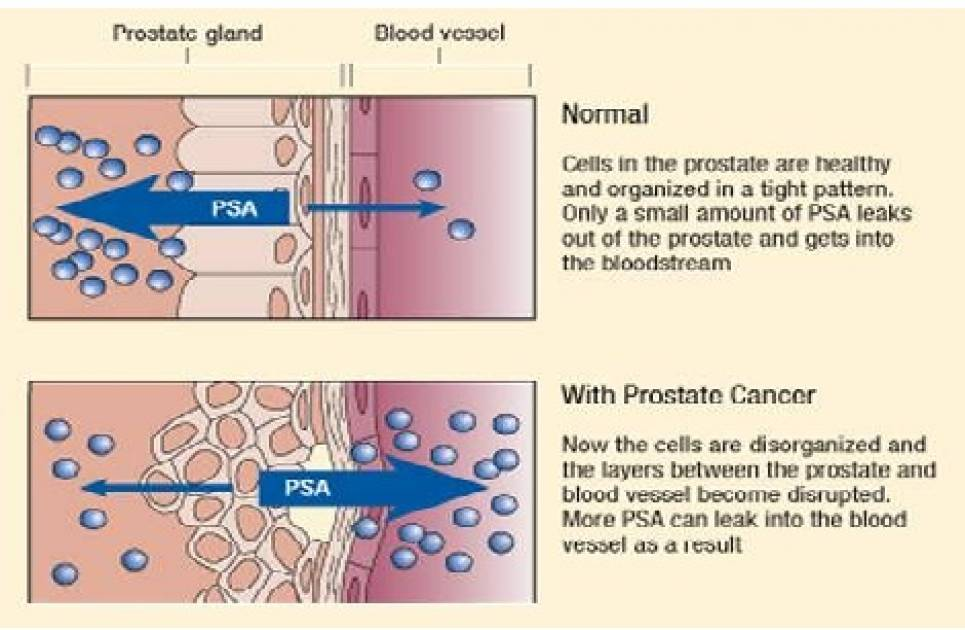 Prostate gland
Blood vessel
Normal
Cells in the prostate are healthy
and organized in a tight pattern.
Only a small amount of PSA leaks
out of the prostate and gets into
the bloodstream
PSA
With Prostate Cancer
Now the cells are disorganized and
the layers between the prostate and
blood vessel become disrupted.
More PSA can leak into the blood
vessel as a result
PSA